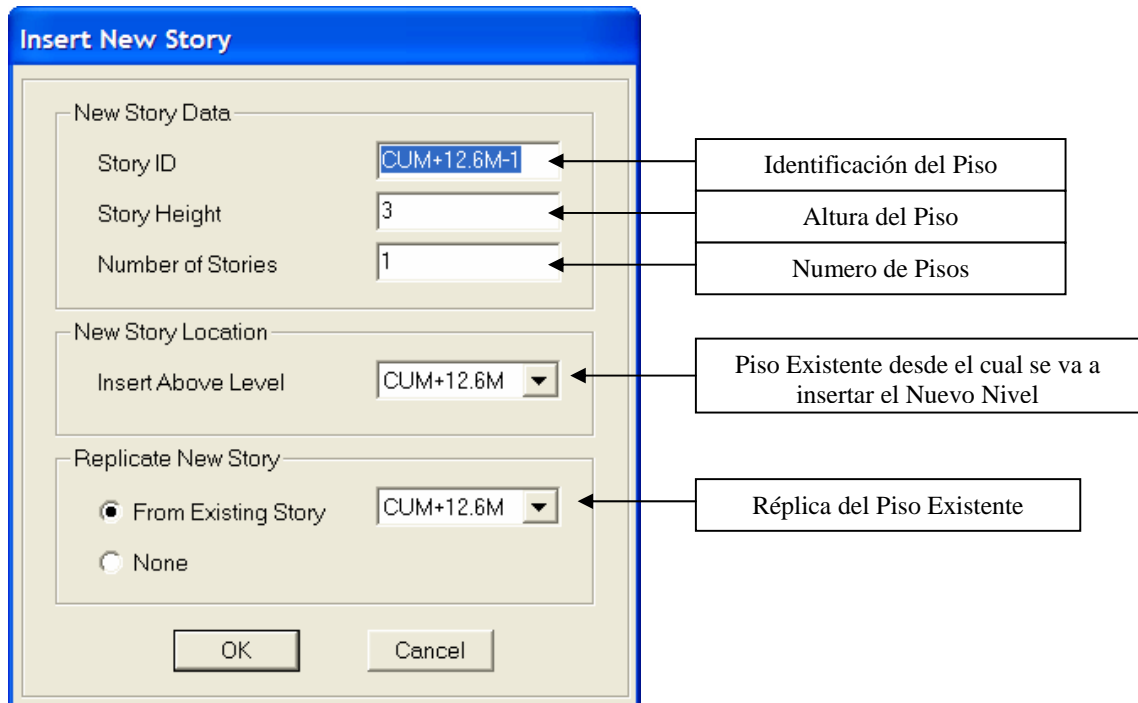 Insert New Story
New Story Data
Story ID
CUM+12.6M-1
Identificación del Piso
Story Height
3
Altura del Piso
Number of Stories
1
Numero de Pisos
New Story Location
Insert Above Level
CUM+12.6M
Piso Existente desde el cual se va a
insertar el Nuevo Nivel
Replicate New Story
From Existing Story
CUM+12.6M
Réplica del Piso Existente
None
OK
Cancel